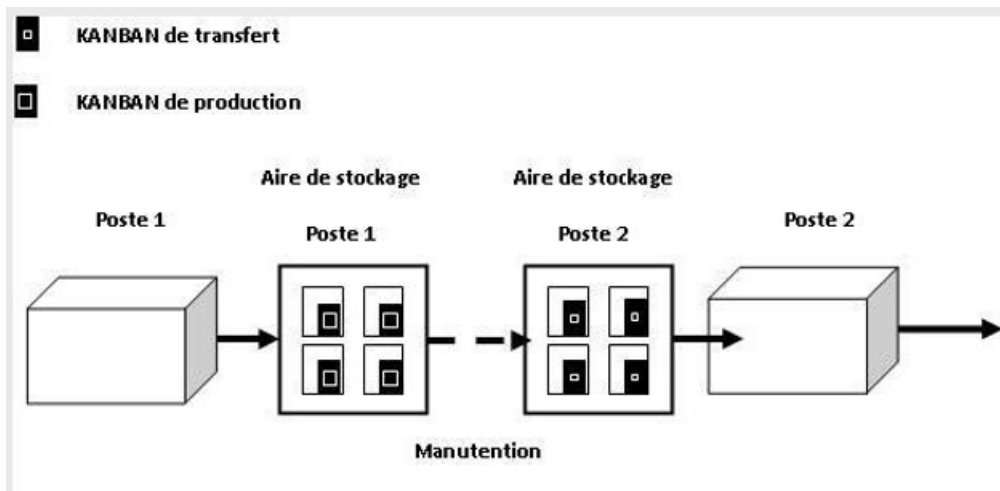 KANBAN de transfert
KANBAN de production
Aire de stockage
Aire de stockage
Poste 1
Poste 1
Poste 2
Poste 2
Manutention